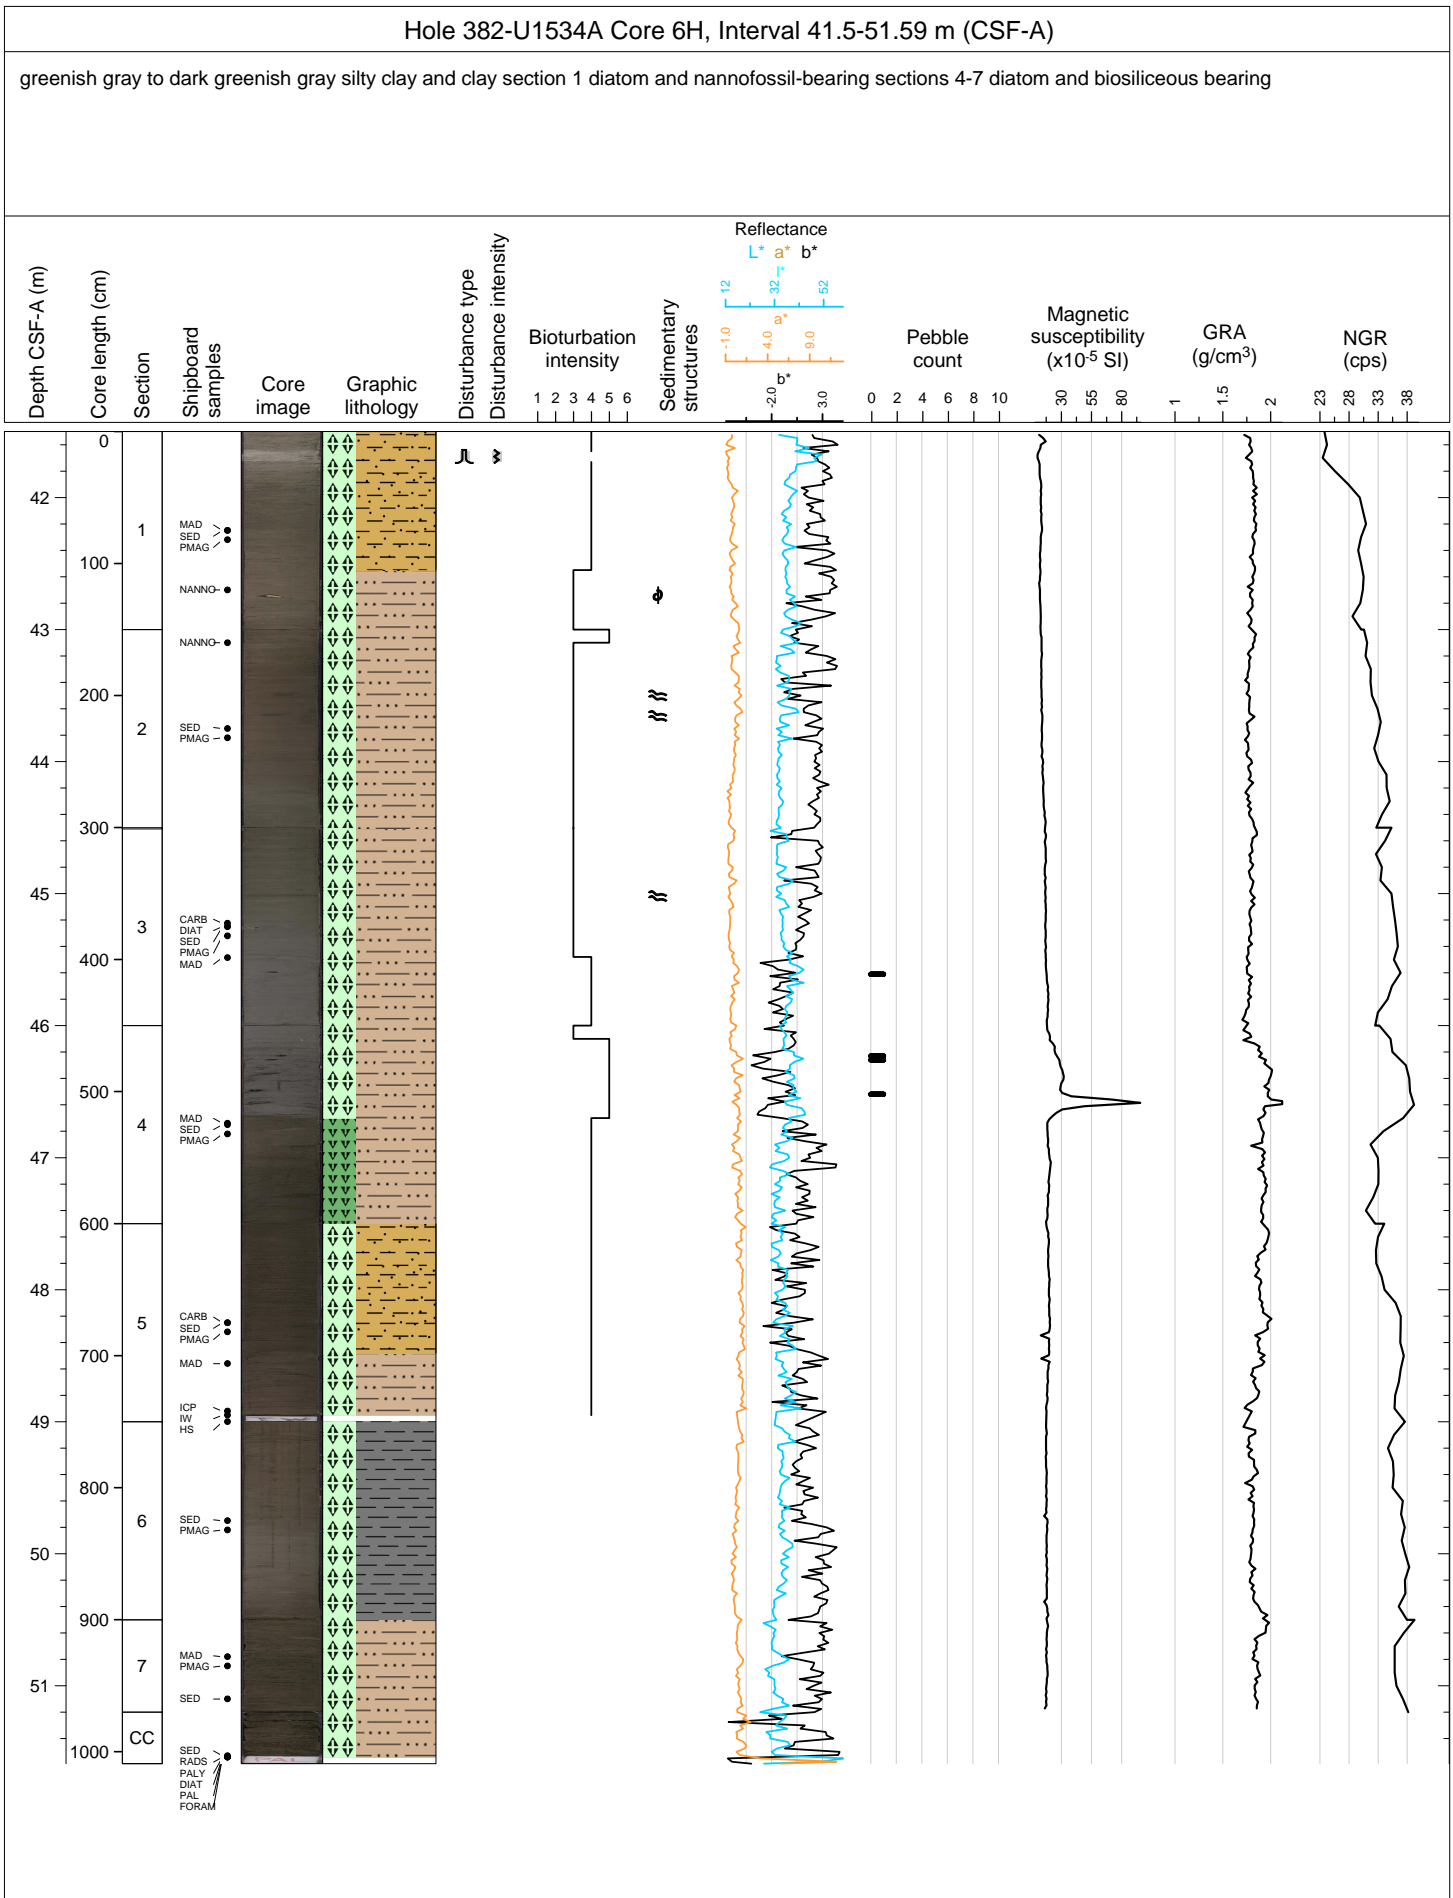 Hole 382-U1534A Core 6H, Interval 41.5-51.59 m (CSF-A)
greenish gray to dark greenish gray silty clay and clay section 1 diatom and nannofossil-bearing sections 4-7 diatom and biosiliceous bearing
Depth CSF-A (m)
Core length (cm)
Section
Shipboard
samples
Core
image
Graphic
lithology
Disturbance type
Disturbance intensity
Bioturbation
intensity
1 2 3 4 5 6
Sedimentary
structures
Reflectance
L* a* b*
L*
12 32 52
a*
-1.0 4.0 9.0
b*
2.0 3.0
Pebble
count
0 2 4 6 8 10
Magnetic
susceptibility
(x10-5 SI)
30 55 80
GRA
(g/cm3)
1 1.5 2
NGR
(cps)
23 28 33 38
0
42
1
MAD
SED
PMAG
100
NANNO
43
NANNO
200
2
SED
PMAG
44
300
45
3
CARB
DIAT
SED
PMAG
MAD
400
46
500
4
MAD
SED
PMAG
47
600
48
5
CARB
SED
PMAG
700
MAD
ICP
IW
HS
49
800
6
SED
PMAG
50
900
7
MAD
PMAG
51
SED
CC
1000
SED
RADS
PALY
DIAT
PAL
FORAM
PAL